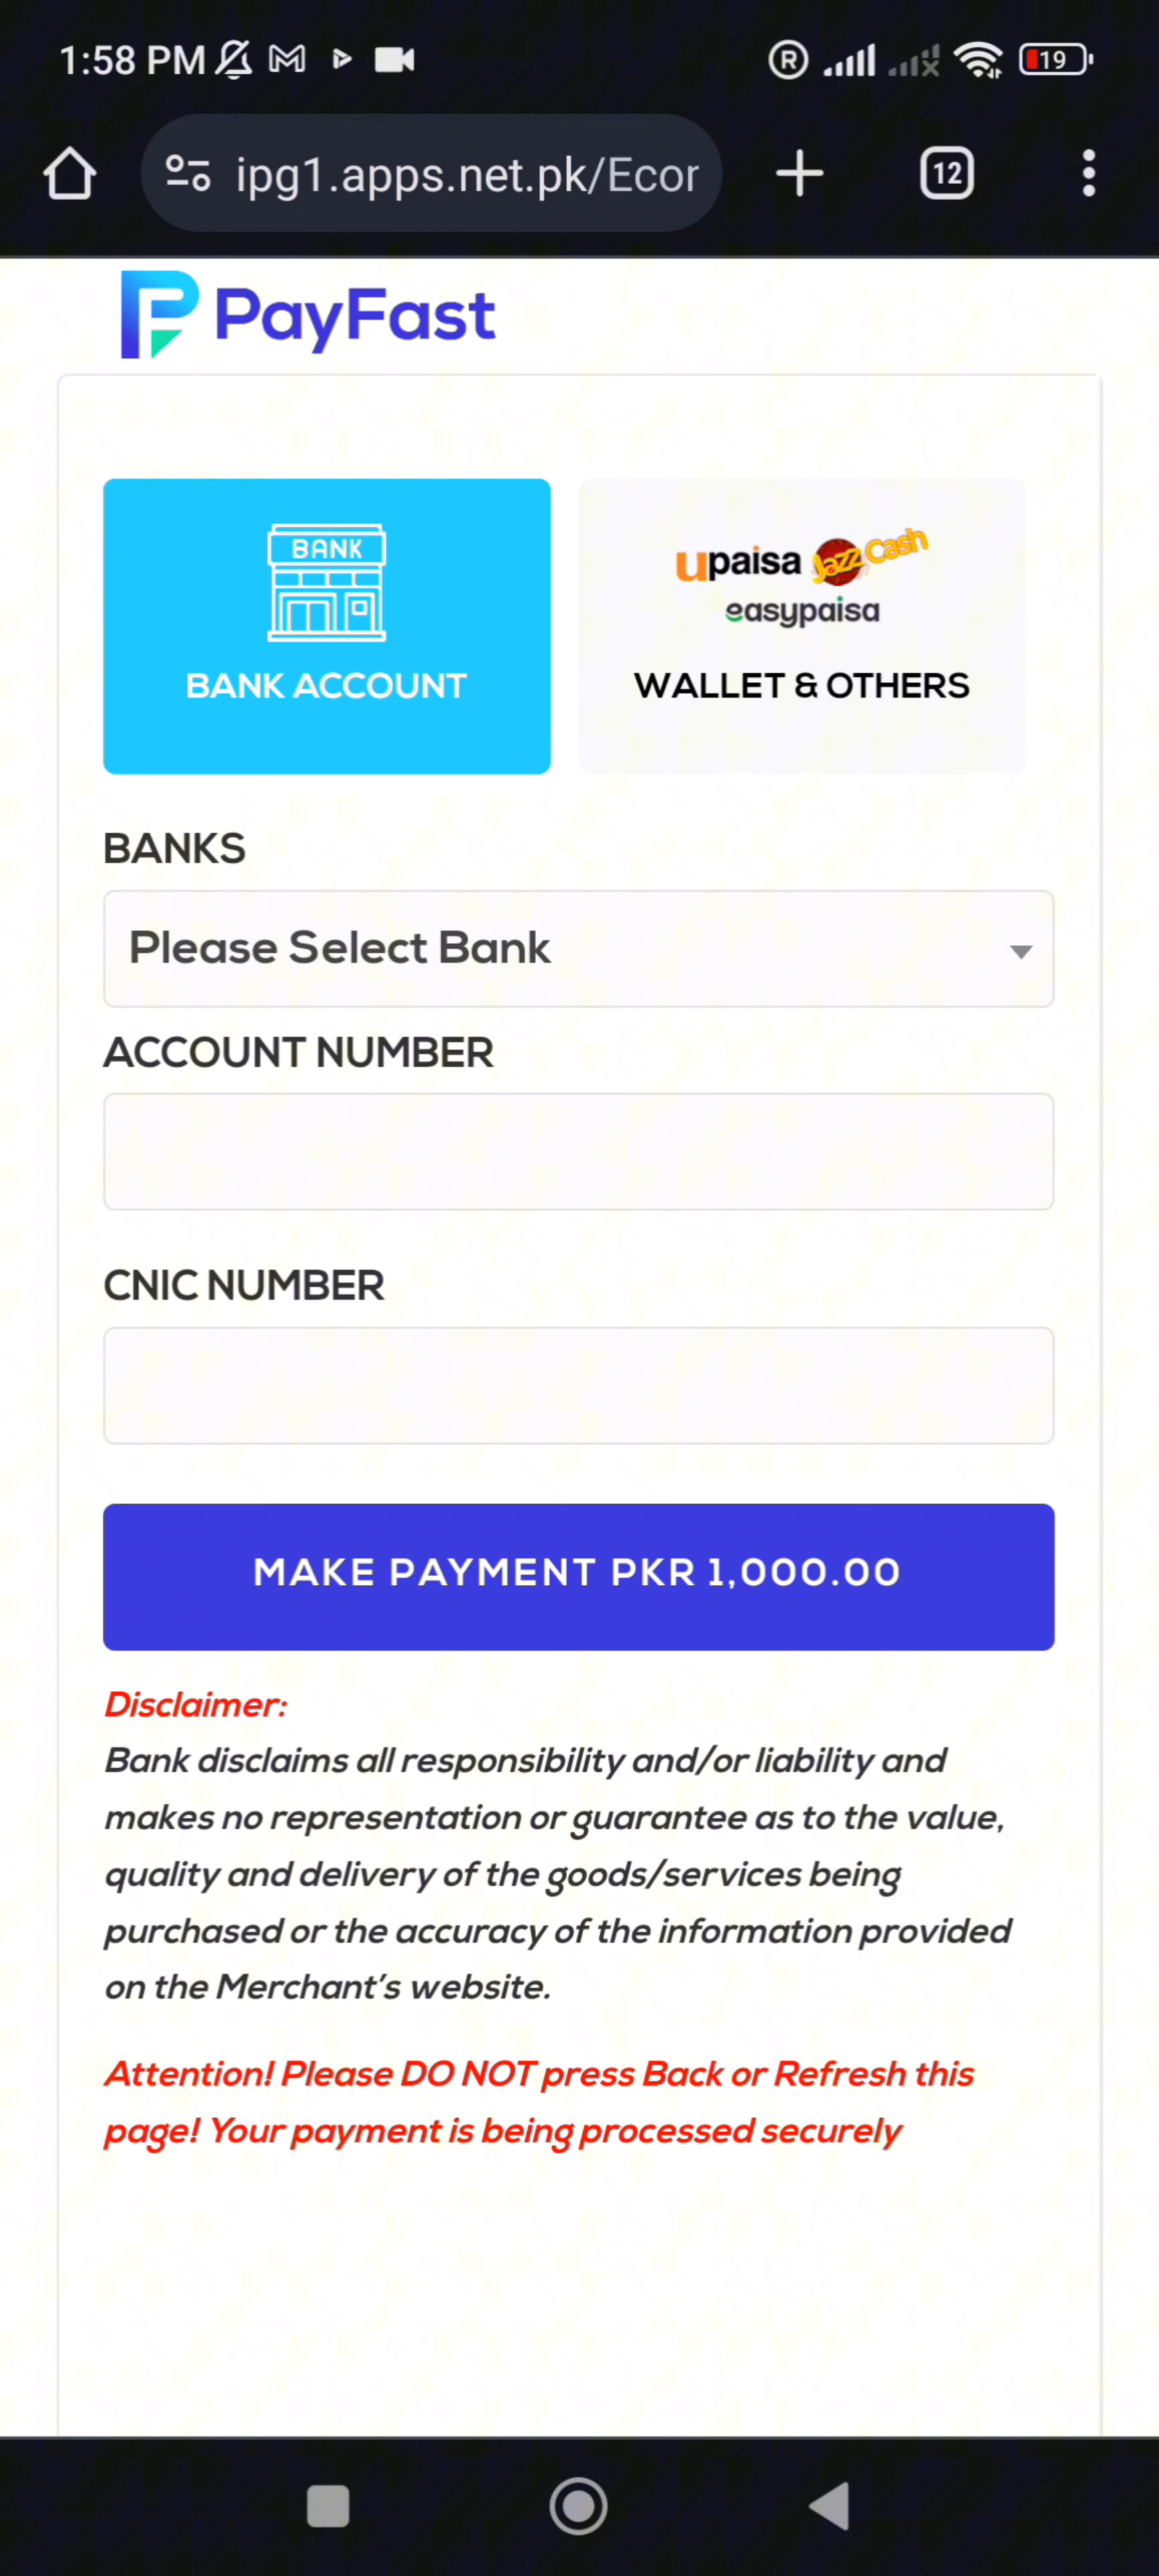 1:58 PM
19
ipg1.apps.net.pk/Ecor
12
PayFast
BANK
BANK ACCOUNT
upaisa JazzCash
easypaisa
WALLET & OTHERS
BANKS
Please Select Bank
ACCOUNT NUMBER
CNIC NUMBER
MAKE PAYMENT PKR 1,000.00
Disclaimer:
Bank disclaims all responsibility and/or liability and
makes no representation or guarantee as to the value,
quality and delivery of the goods/services being
purchased or the accuracy of the information provided
on the Merchant's website.
Attention! Please DO NOT press Back or Refresh this
page! Your payment is being processed securely